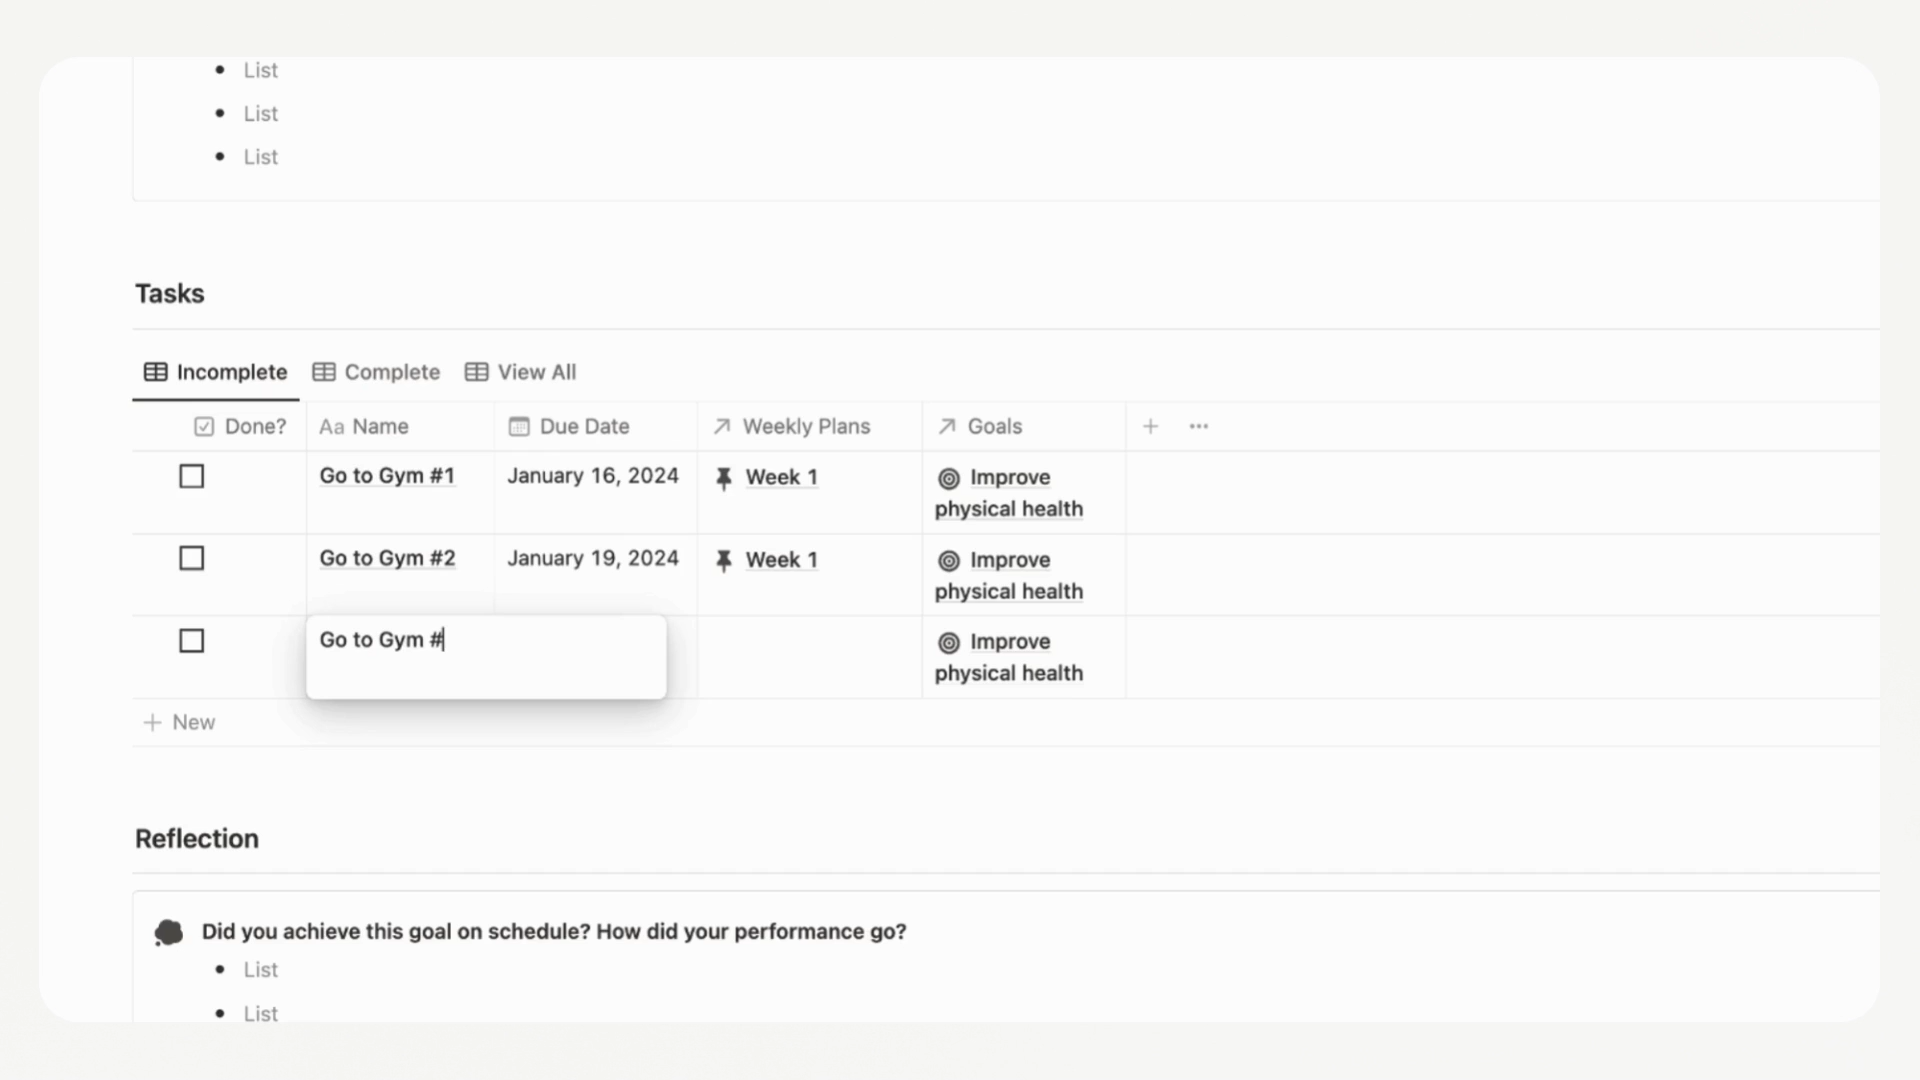 List
List
List
Tasks
Incomplete Complete View All
Done? Aa Name Due Date Weekly Plans Goals
Go to Gym #1 January 16, 2024 Week 1 Improve
physical health
Go to Gym #2 January 19, 2024 Week 1 Improve
physical health
Go to Gym # Improve
physical health
+ New
Reflection
Did you achieve this goal on schedule? How did your performance go?
List
List